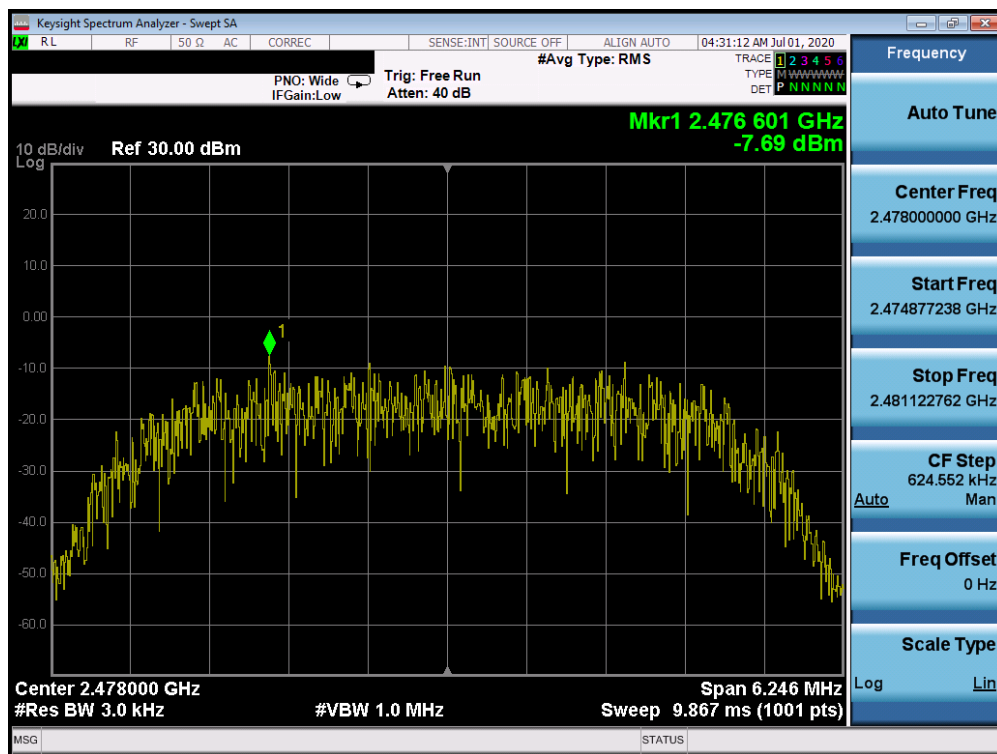 Keysight Spectrum Analyzer - Swept SA
LXI RL RF 50 Ω AC CORREC SENSE:INT SOURCE OFF ALIGN AUTO 04:31:12 AM Jul 01, 2020
PNO: Wide
IFGain:Low
Trig: Free Run
Atten: 40 dB
#Avg Type: RMS
TRACE 1 2 3 4 5 6
TYPE M WWWWW
DET P N N N N N
Mkr1 2.476 601 GHz
-7.69 dBm
10 dB/div
Log
Ref 30.00 dBm
20.0
10.0
0.00
-10.0
-20.0
-30.0
-40.0
-50.0
-60.0
1
Center 2.478000 GHz
Span 6.246 MHz
#Res BW 3.0 kHz
#VBW 1.0 MHz
Sweep 9.867 ms (1001 pts)
MSG
STATUS
Frequency
Auto Tune
Center Freq
2.478000000 GHz
Start Freq
2.474877238 GHz
Stop Freq
2.481122762 GHz
CF Step
624.552 kHz
Auto Man
Freq Offset
0 Hz
Scale Type
Log Lin